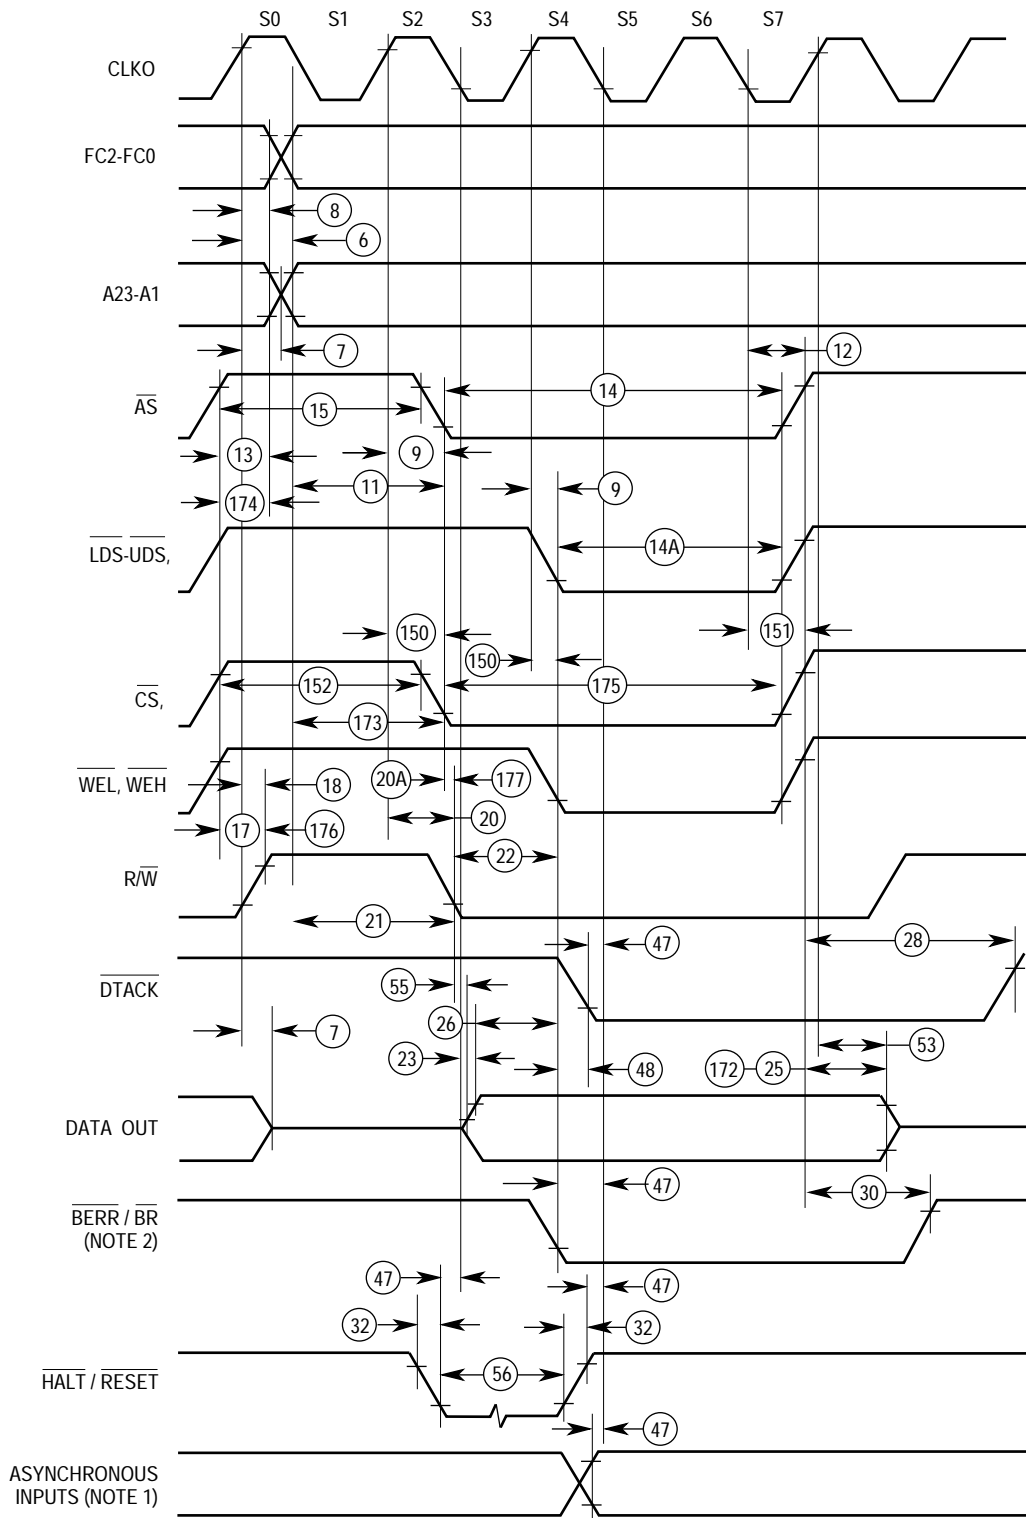 S0 S1 S2 S3 S4 S5 S6 S7
CLKO
FC2-FC0
8
6
A23-A1
7
12
AS
14
15
13
9
11
9
174
LDS-UDS,
14A
150
151
150
152
175
CS,
173
WEL, WEH
20A
177
18
20
17
176
22
R/W
21
47
28
DTACK
55
26
7
53
23
48
172
25
DATA OUT
47
30
BERR / BR
(NOTE 2)
47
47
32
32
HALT / RESET
56
47
ASYNCHRONOUS
INPUTS (NOTE 1)